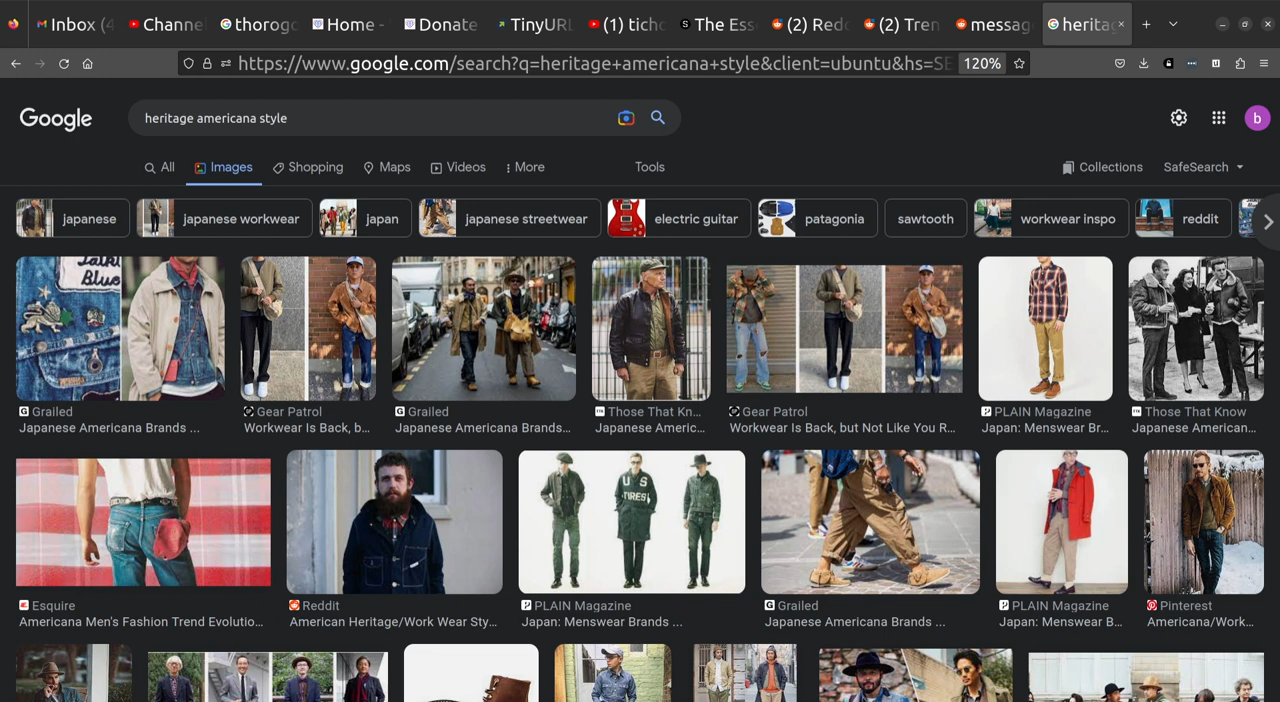 Inbox (4
Channe
thorog
Home -
Donate
TinyURL
(1) tich
The Ess
(2) Redd
(2) Tren
messag
heritag
https://www.google.com/search?q=heritage+americana+style&client=ubuntu&hs=SE
120%
Google
heritage americana style
b
All
Images
Shopping
Maps
Videos
More
Tools
Collections
SafeSearch
japanese
japanese workwear
japan
japanese streetwear
electric guitar
patagonia
sawtooth
workwear inspo
reddit
Talki
Blue
Grailed
Japanese Americana Brands ...
Gear Patrol
Workwear Is Back, b...
Grailed
Japanese Americana Brands...
Those That Kn...
Japanese Americ...
Gear Patrol
Workwear Is Back, but Not Like You R...
PLAIN Magazine
Japan: Menswear Br...
Those That Know
Japanese American...
U S
TIRES
Esquire
Americana Men's Fashion Trend Evolutio...
Reddit
American Heritage/Work Wear Sty...
PLAIN Magazine
Japan: Menswear Brands ...
Grailed
Japanese Americana Brands ...
PLAIN Magazine
Japan: Menswear B...
Pinterest
Americana/Work...